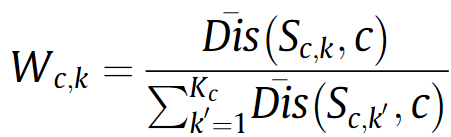 W_{c,k} = \frac{\bar{Dis}(S_{c,k}, c)}{\sum_{k'=1}^{K_c} \bar{Dis}(S_{c,k'}, c)}